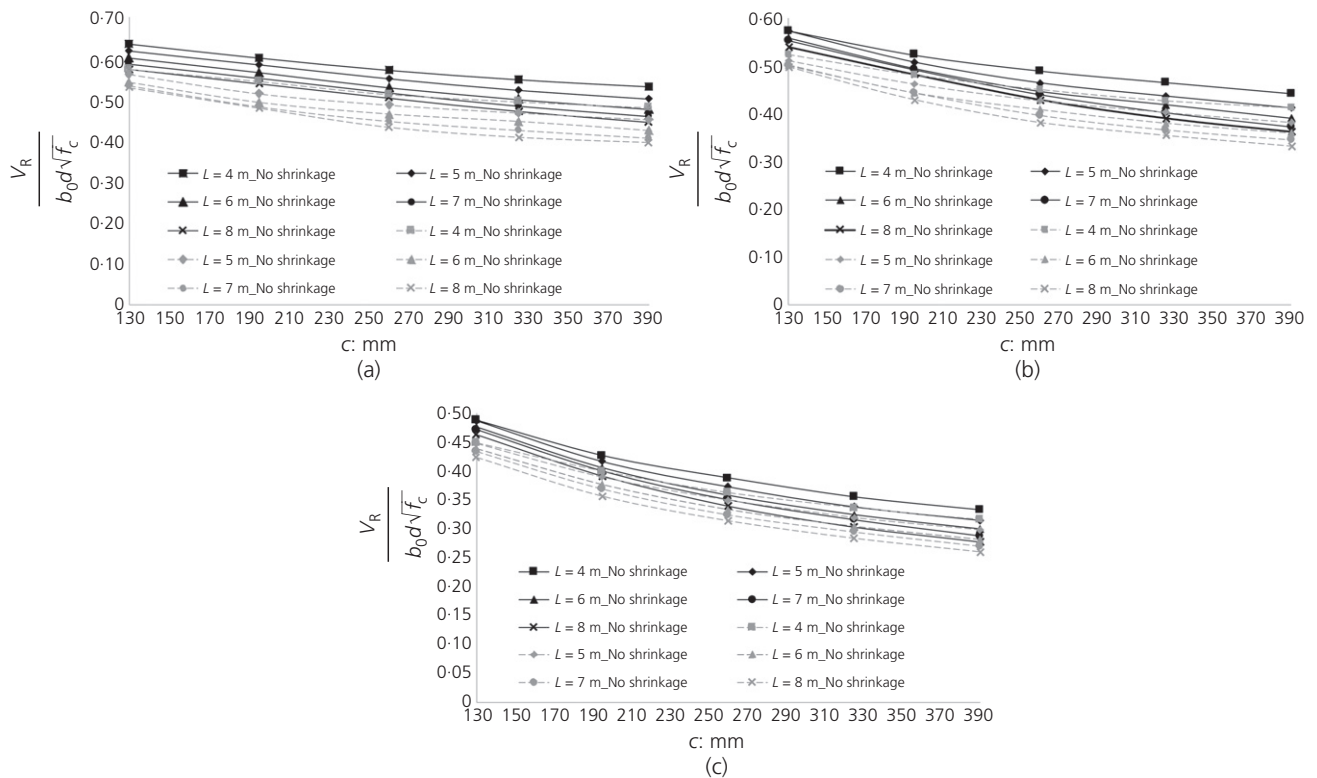 0·70
0·60
0·50
0·40
0·30
0·20
0·10
0
V_R
b_0 d√f_c
L = 4 m_No shrinkage
L = 5 m_No shrinkage
L = 6 m_No shrinkage
L = 7 m_No shrinkage
L = 8 m_No shrinkage
L = 4 m_No shrinkage
L = 5 m_No shrinkage
L = 6 m_No shrinkage
L = 7 m_No shrinkage
L = 8 m_No shrinkage
130 170 190 210 230 250 270 290 310 330 350 370 390
c: mm
(a)
0·60
0·50
0·40
0·30
0·20
0·10
0
V_R
b_0 d√f_c
L = 4 m_No shrinkage
L = 5 m_No shrinkage
L = 6 m_No shrinkage
L = 7 m_No shrinkage
L = 8 m_No shrinkage
L = 4 m_No shrinkage
L = 5 m_No shrinkage
L = 6 m_No shrinkage
L = 7 m_No shrinkage
L = 8 m_No shrinkage
130 150 170 190 210 230 250 270 290 310 330 350 370 390
c: mm
(b)
0·50
0·45
0·40
0·35
0·30
0·25
0·20
0·15
0·10
0·05
0
V_R
b_0 d√f_c
L = 4 m_No shrinkage
L = 5 m_No shrinkage
L = 6 m_No shrinkage
L = 7 m_No shrinkage
L = 8 m_No shrinkage
L = 4 m_No shrinkage
L = 5 m_No shrinkage
L = 6 m_No shrinkage
L = 7 m_No shrinkage
L = 8 m_No shrinkage
130 150 170 190 210 230 250 270 290 310 330 350 370 390
c: mm
(c)